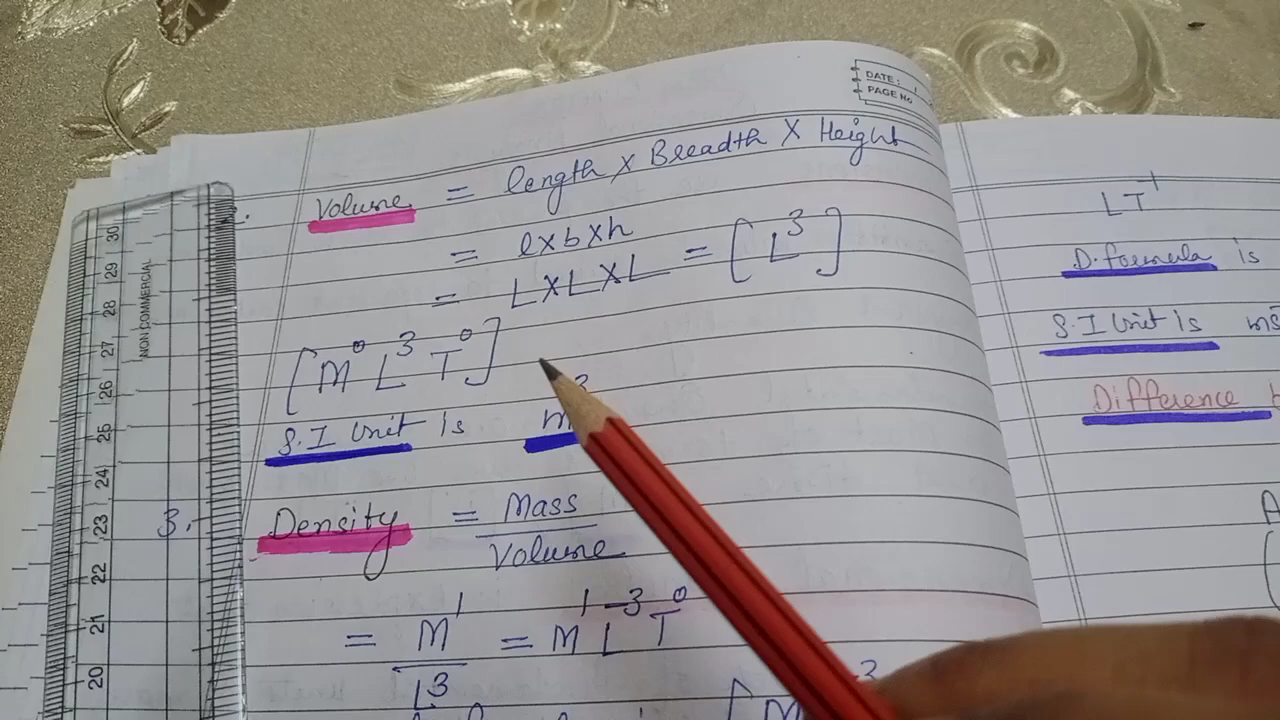 DATE :
PAGE No
Volume = length X Breadth X Height
= l x b x h
= L X L X L = [ L³ ]
[ M⁰ L³ T⁰ ]
S.I Unit is m³
3. Density = Mass / Volume
= M¹ / L³ = M¹ L⁻³ T⁰
LT⁻¹
D.formula is
S.I Unit is
Difference
NON COMMERCIAL
30
29
28
27
26
25
24
23
22
21
20